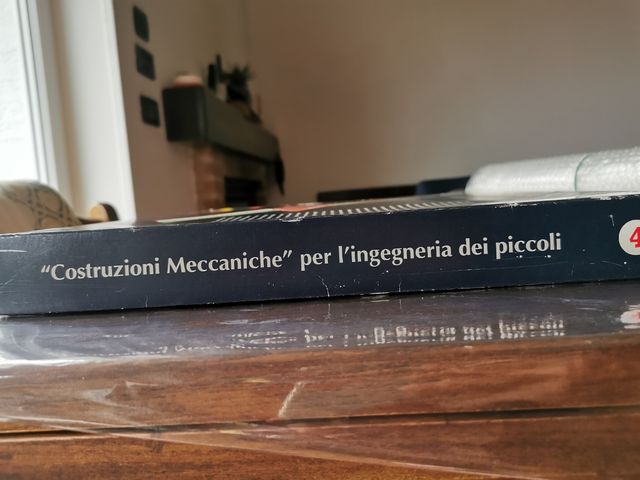 "Costruzioni Meccaniche" per l'ingegneria dei piccoli
4